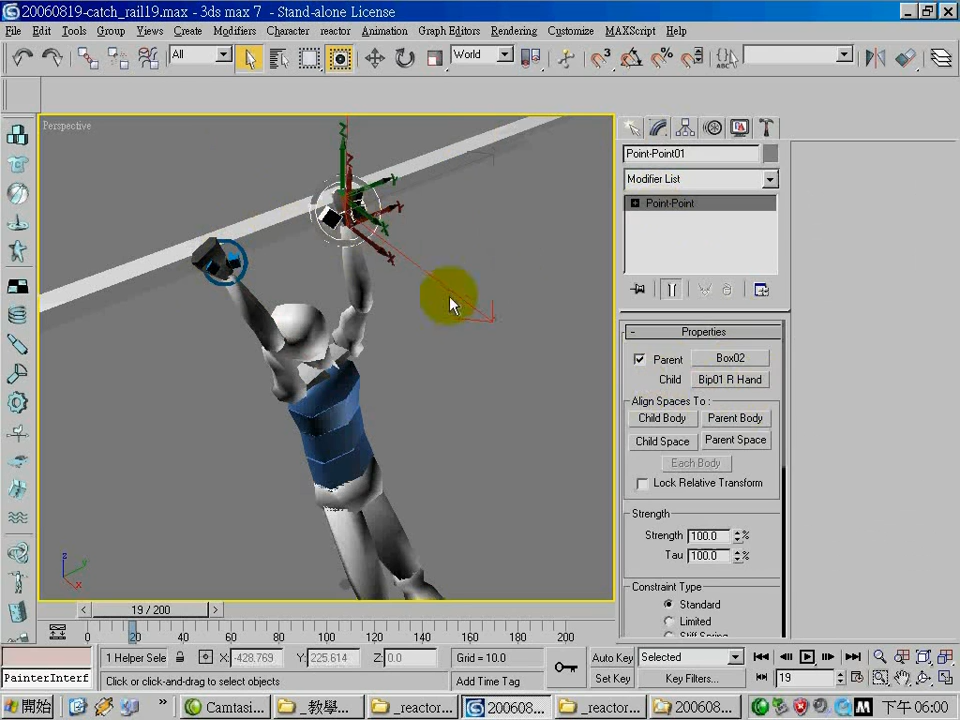 20060819-catch_rail19.max - 3ds max 7 - Stand-alone License
File Edit Tools Group Views Create Modifiers Character reactor Animation Graph Editors Rendering Customize MAXScript Help
All World
Perspective
Point-Point01
Modifier List
Point-Point
Properties
Parent Box02
Child Bip01 R Hand
Align Spaces To :
Child Body Parent Body
Child Space Parent Space
Each Body
Lock Relative Transform
Strength
Strength 100.0 %
Tau 100.0 %
Constraint Type
Standard
Limited
Stiff Spring
z y x
19 / 200
0 20 40 60 80 100 120 140 160 180 200
1 Helper Sele X: -428.769 Y: 225.614 Z: 0.0 Grid = 10.0 Auto Key Selected
PainterInterf Click or click-and-drag to select objects Add Time Tag Set Key Key Filters... 19
開始 Camtasi... _教學... _reactor... 200608... _reactor... 200608... 下午 06:00